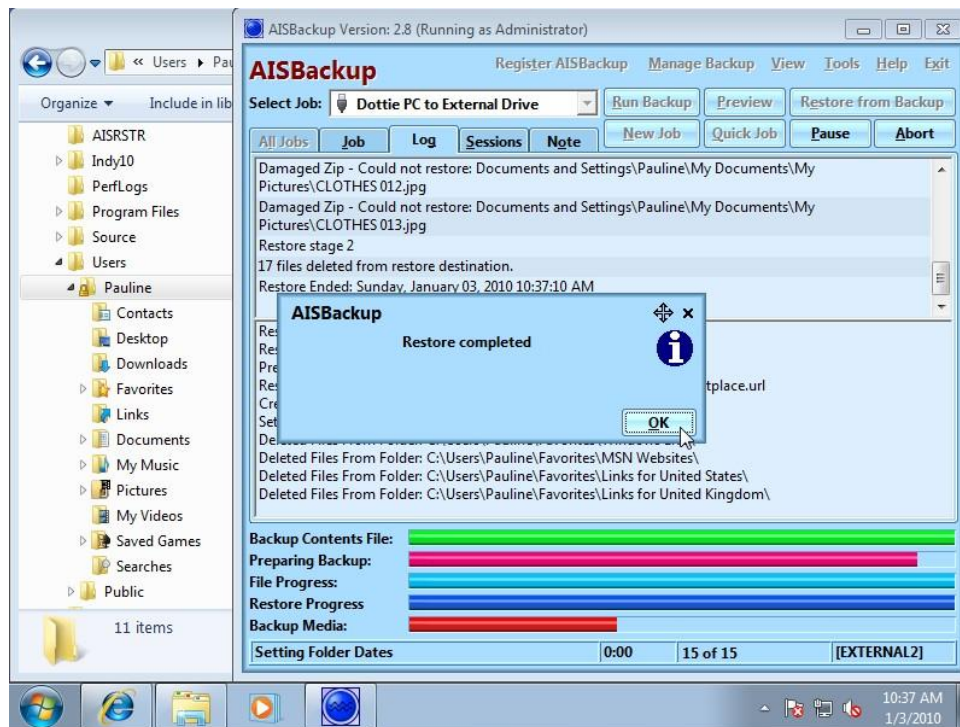 AISBackup Version: 2.8 (Running as Administrator)
« Users ▸ Pau
Organize ▾ Include in lib
AISRSTR
Indy10
PerfLogs
Program Files
Source
Users
Pauline
Contacts
Desktop
Downloads
Favorites
Links
Documents
My Music
Pictures
My Videos
Saved Games
Searches
Public
11 items
AISBackup
Register AISBackup Manage Backup View Tools Help Exit
Select Job: Dottie PC to External Drive
Run Backup Preview Restore from Backup
New Job Quick Job Pause Abort
All Jobs Job Log Sessions Note
Damaged Zip - Could not restore: Documents and Settings\Pauline\My Documents\My
Pictures\CLOTHES 012.jpg
Damaged Zip - Could not restore: Documents and Settings\Pauline\My Documents\My
Pictures\CLOTHES 013.jpg
Restore stage 2
17 files deleted from restore destination.
Restore Ended: Sunday, January 03, 2010 10:37:10 AM
AISBackup
Restore completed
OK
Res
Res
Pre
Res tplace.url
Cre
Set
Deleted Files From Folder: C:\Users\Pauline\Favorites\MSN Websites\
Deleted Files From Folder: C:\Users\Pauline\Favorites\Links for United States\
Deleted Files From Folder: C:\Users\Pauline\Favorites\Links for United Kingdom\
Backup Contents File:
Preparing Backup:
File Progress:
Restore Progress
Backup Media:
Setting Folder Dates 0:00 15 of 15 [EXTERNAL2]
10:37 AM
1/3/2010